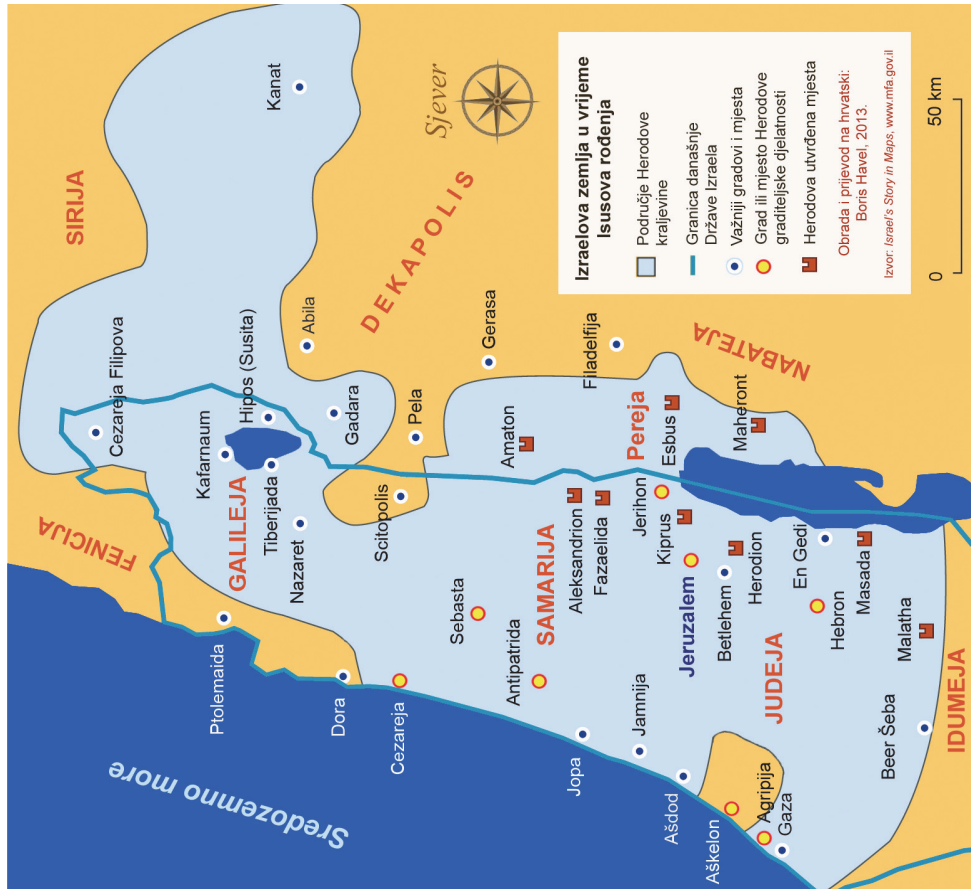 SIRIJA
Kanat
Sjever
DEKAPOLIS
Cezareja Filipova
Hipos (Susita)
Abila
Kafarnaum
Gadara
FENICIJA
GALILEJA
Tiberijada
Nazaret
Pela
Gerasa
Scitopolis
Filadelfija
NABATEJA
Ptolemaida
Dora
Cezareja
Sredozemno more
Sebasta
Antipatrida
SAMARIJA
Amaton
Pereja
Esbus
Maheront
Aleksandrion
Fazaelida
Jerihon
Kiprus
Jeruzalem
Betlehem
Herodion
En Gedi
Masada
Hebron
Malatha
JUDEJA
Jopa
Jamnija
Ašdod
Aškelon
Agripija
Gaza
Beer Šeba
IDUMEJA
Izraelova zemlja u vrijeme
Isusova rođenja
Područje Herodove
kraljevine
Granica današnje
Države Izraela
Važniji gradovi i mjesta
Grad ili mjesto Herodove
graditeljske djelatnosti
Herodova utvrđena mjesta
Obrada i prijevod na hrvatski:
Boris Havel, 2013.
Izvor: Israel's Story in Maps, www.mfa.gov.il
0 50 km